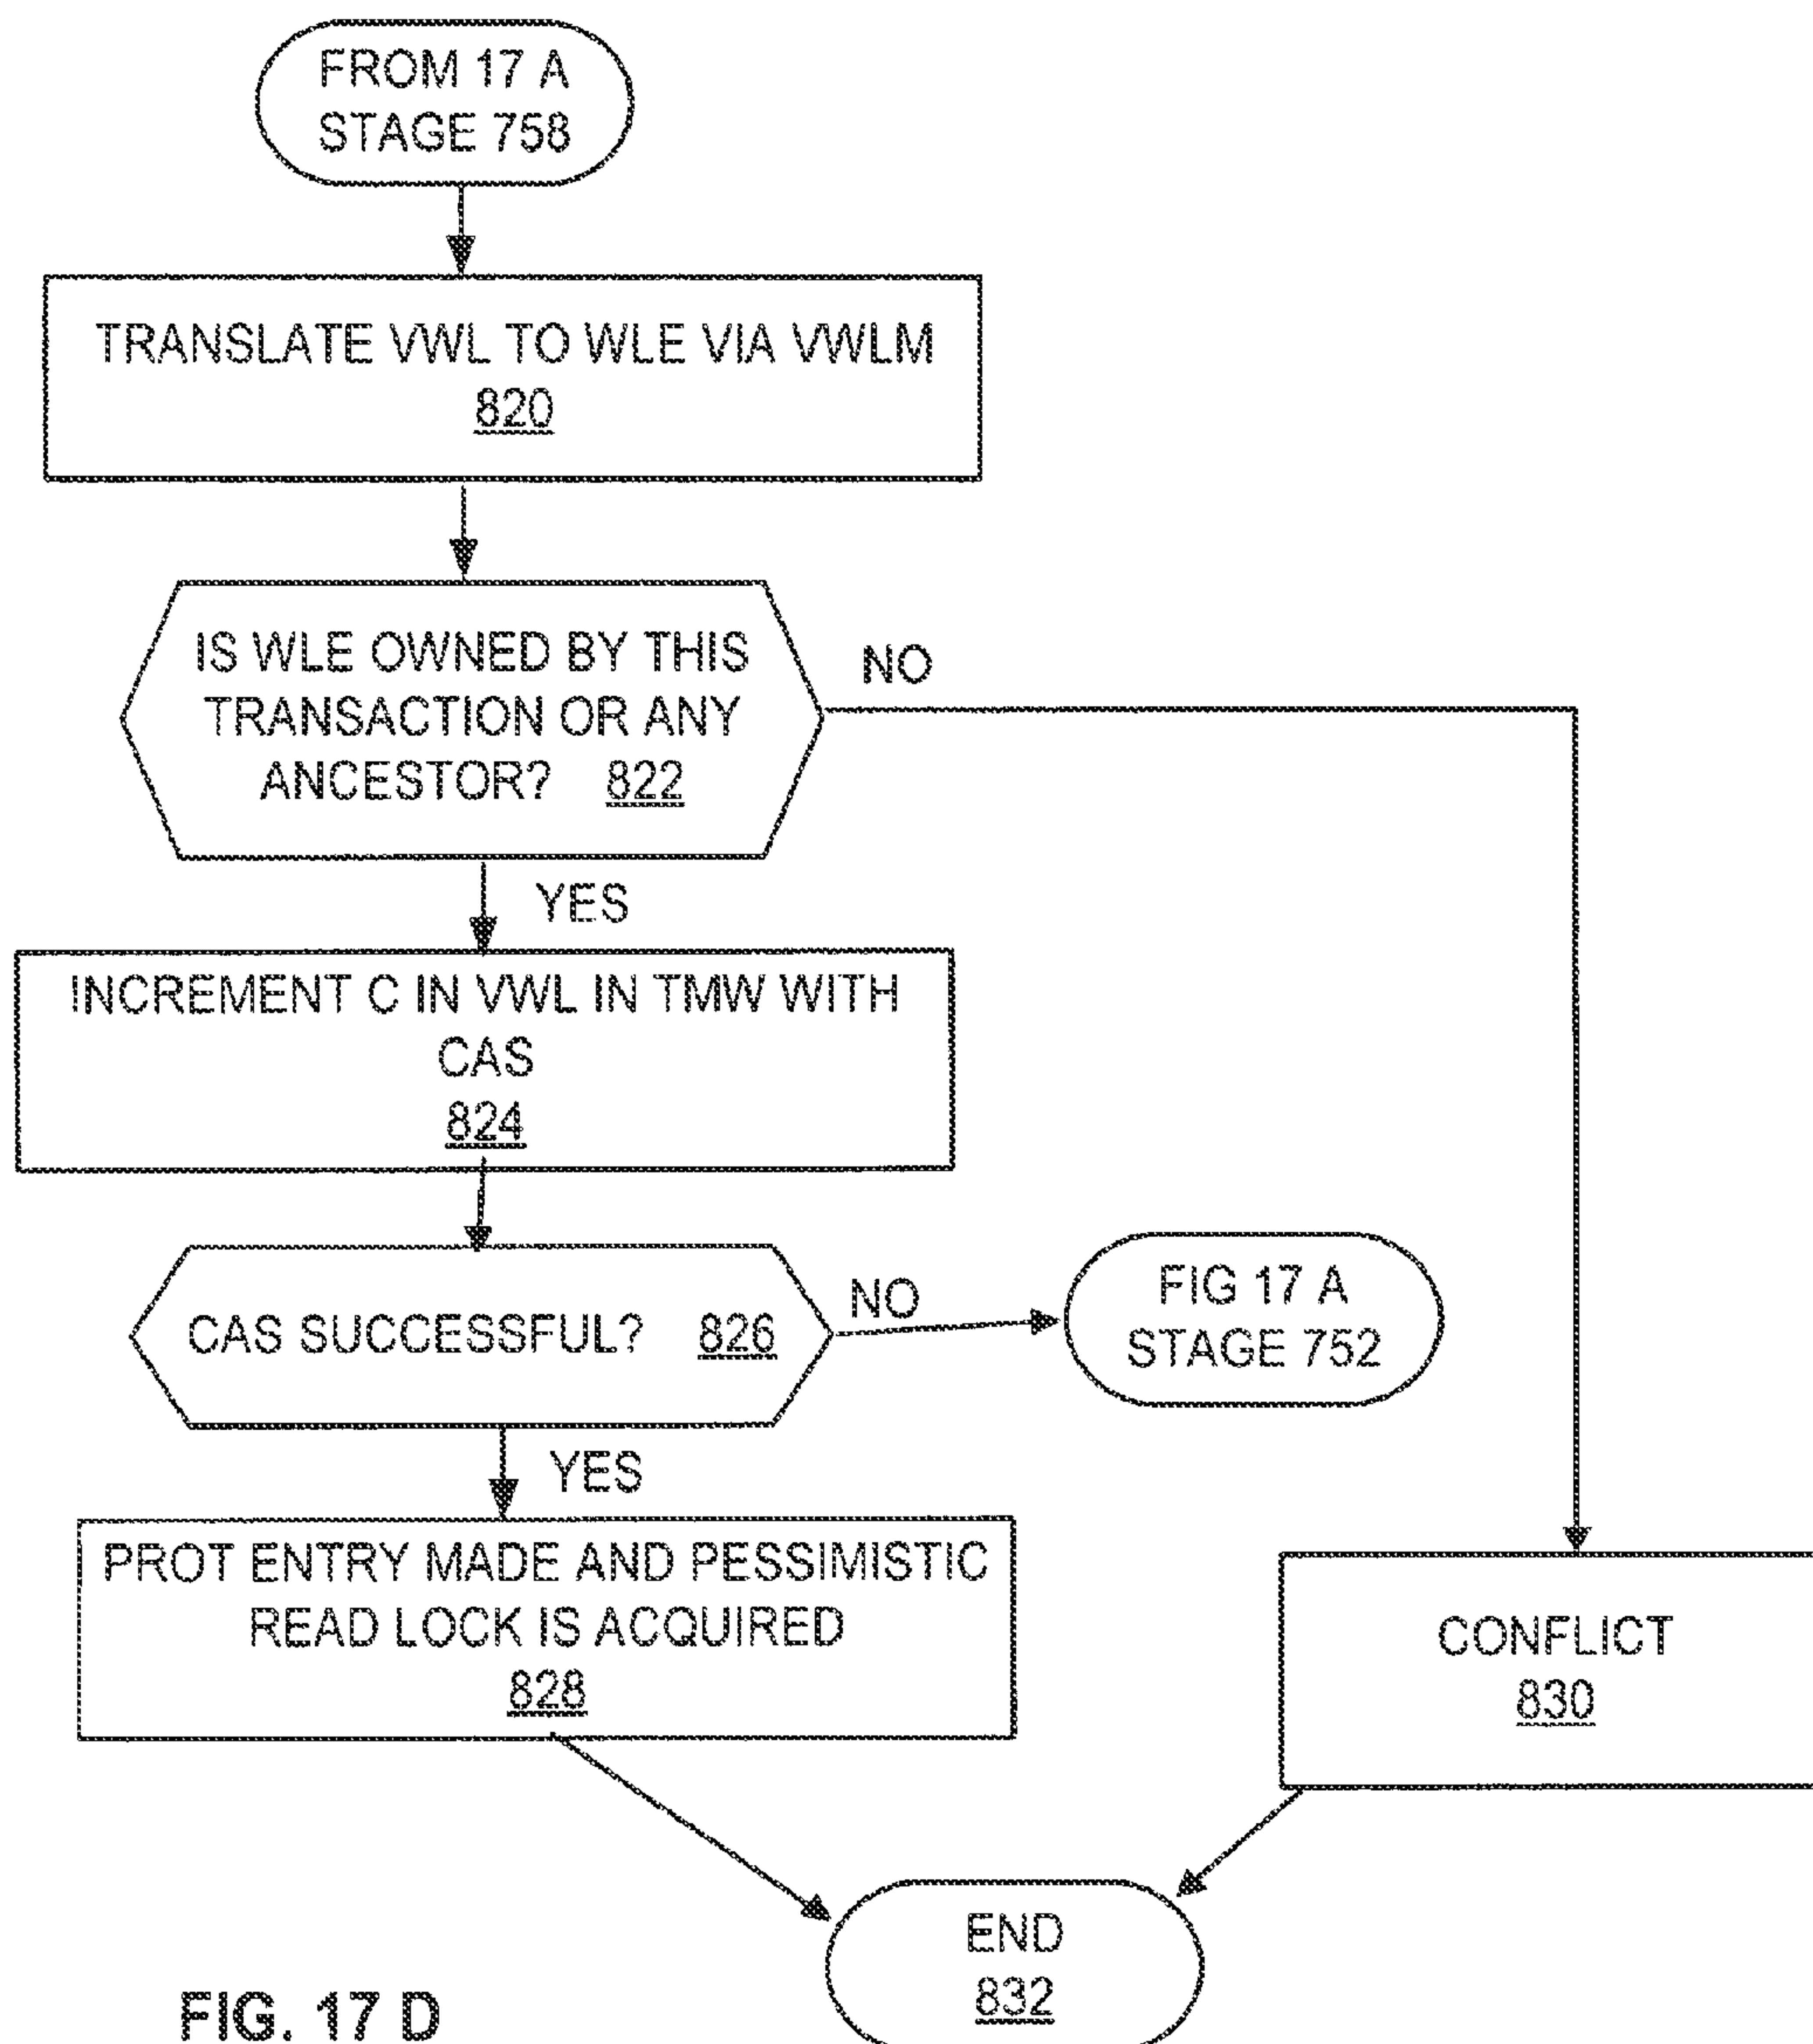 FROM 17 A
STAGE 758
TRANSLATE VWL TO WLE VIA VWLM
820
IS WLE OWNED BY THIS
TRANSACTION OR ANY
ANCESTOR? 822
NO
YES
INCREMENT C IN VWL IN TMW WITH
CAS
824
CAS SUCCESSFUL? 826
NO
FIG 17 A
STAGE 752
YES
PROT ENTRY MADE AND PESSIMISTIC
READ LOCK IS ACQUIRED
828
CONFLICT
830
END
832
FIG. 17 D